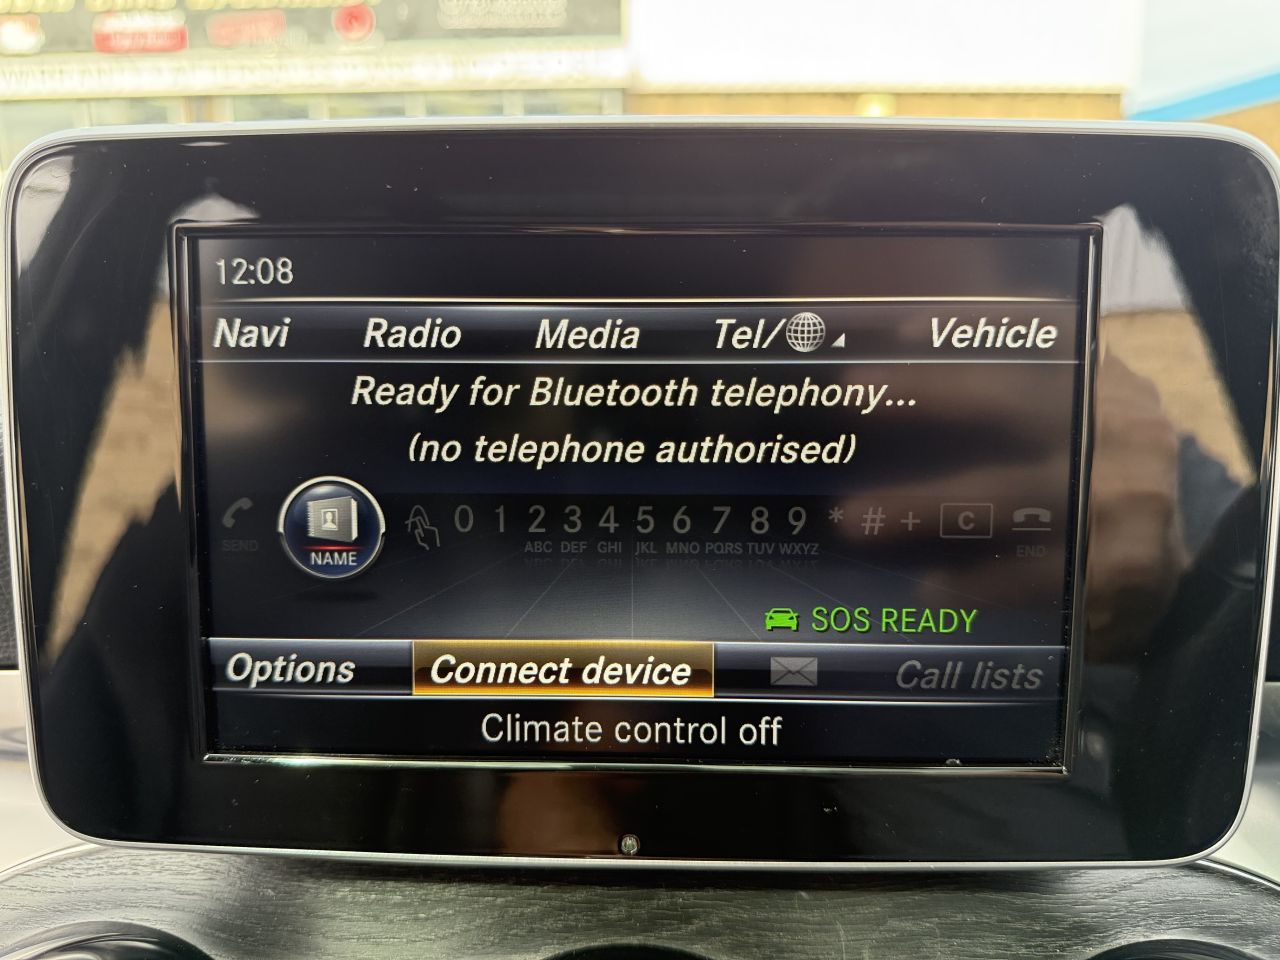 12:08
Navi Radio Media Tel/ Vehicle
Ready for Bluetooth telephony...
(no telephone authorised)
SEND NAME 0 1 2 3 4 5 6 7 8 9 * # + C END
ABC DEF GHI JKL MNO PQRS TUV WXYZ
SOS READY
Options Connect device Call lists
Climate control off